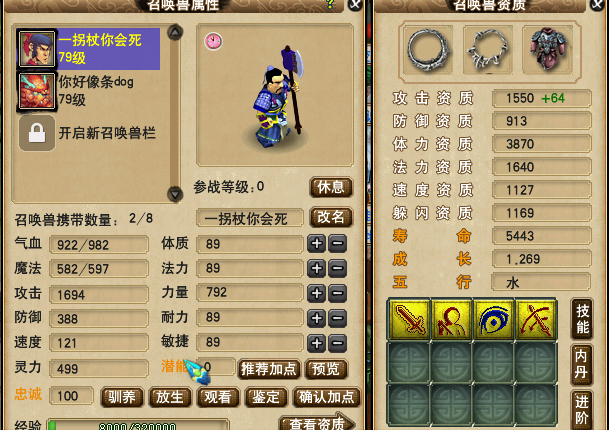 召唤兽属性
?
一拐杖你会死
79级
你好像条dog
79级
开启新召唤兽栏
参战等级:0
休息
召唤兽携带数量: 2/8
一拐杖你会死
改名
气血 922/982
体质 89
魔法 582/597
法力 89
攻击 1694
力量 792
防御 388
耐力 89
速度 121
敏捷 89
灵力 499
潜能 0
推荐加点
预览
忠诚 100
驯养
放生
观看
鉴定
确认加点
经验 8000/320000
查看资质
召唤兽资质
攻击资质 1550 +64
防御资质 913
体力资质 3870
法力资质 1640
速度资质 1127
躲闪资质 1169
寿命 5443
成长 1.269
五行 水
技能
内丹
进阶